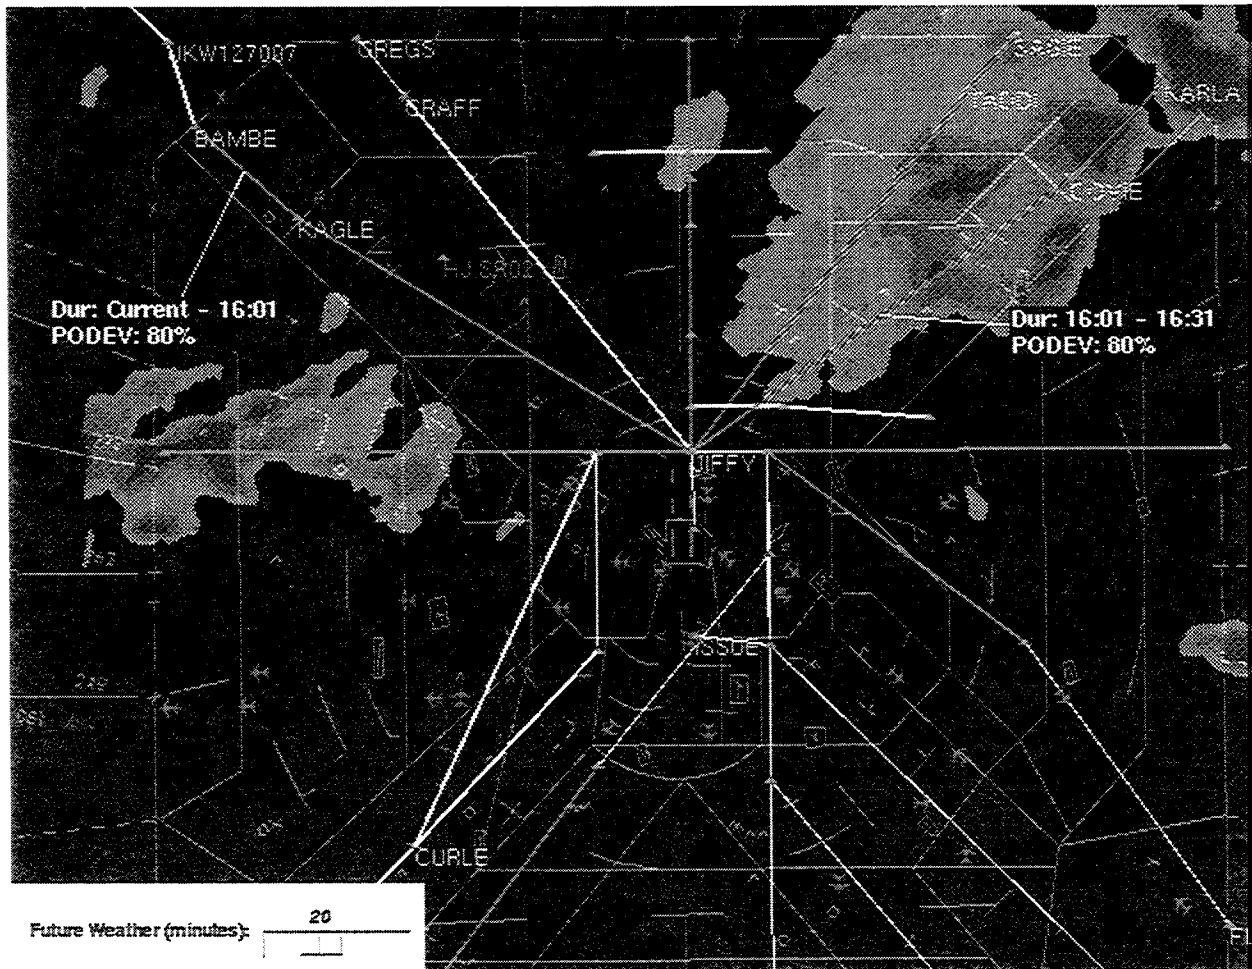 UKW127007
GREGS
KARLA
GRAFF
BAMBE
KAGLE
Dur: Current - 16:01
PODEV: 80%
Dur: 16:01 - 16:31
PODEV: 80%
JIFFY
CURLE
Future Weather (minutes):
20